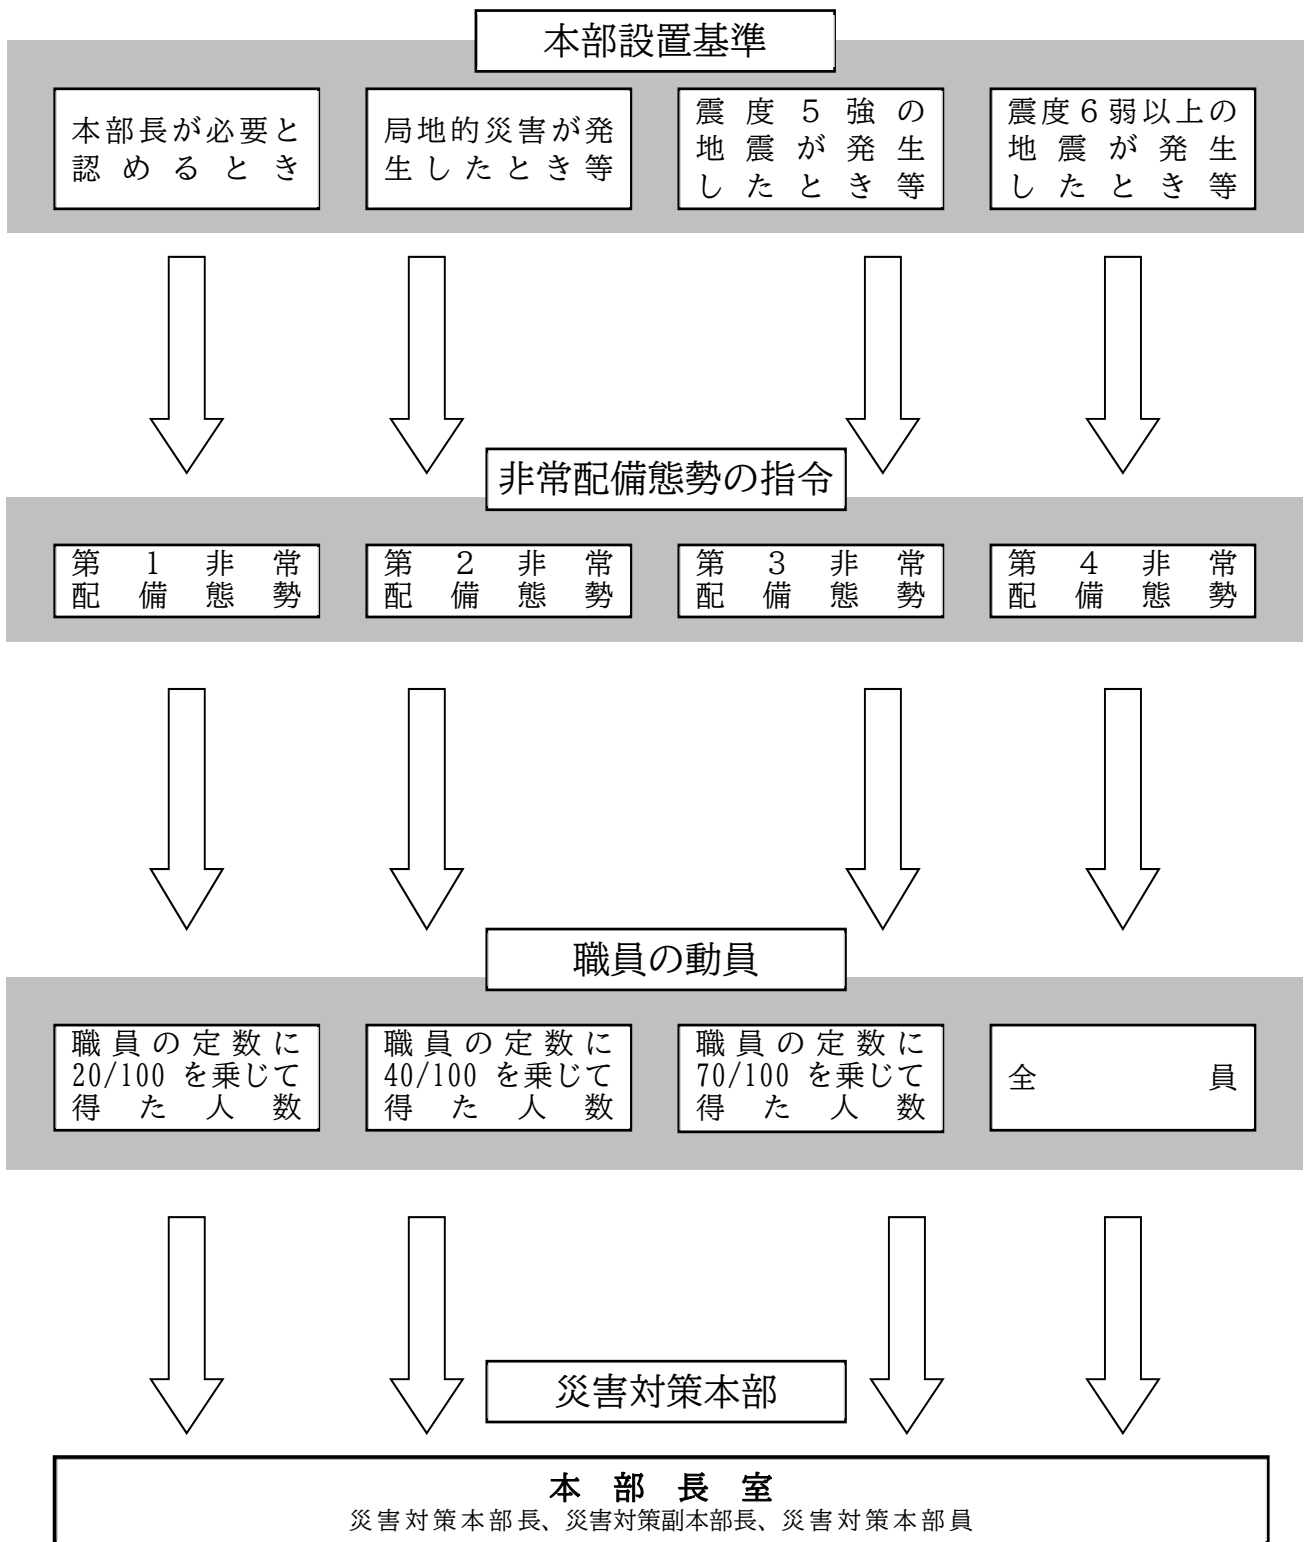 本部設置基準
本部長が必要と
認めるとき
局地的災害が発
生したとき等
震度５強の
地震が発生
したとき等
震度６弱以上の
地震が発生
したとき等
非常配備態勢の指令
第１非常
配備態勢
第２非常
配備態勢
第３非常
配備態勢
第４非常
配備態勢
職員の動員
職員の定数に
20/100 を乗じて
得た人数
職員の定数に
40/100 を乗じて
得た人数
職員の定数に
70/100 を乗じて
得た人数
全員
災害対策本部
本部長室
災害対策本部長、災害対策副本部長、災害対策本部員